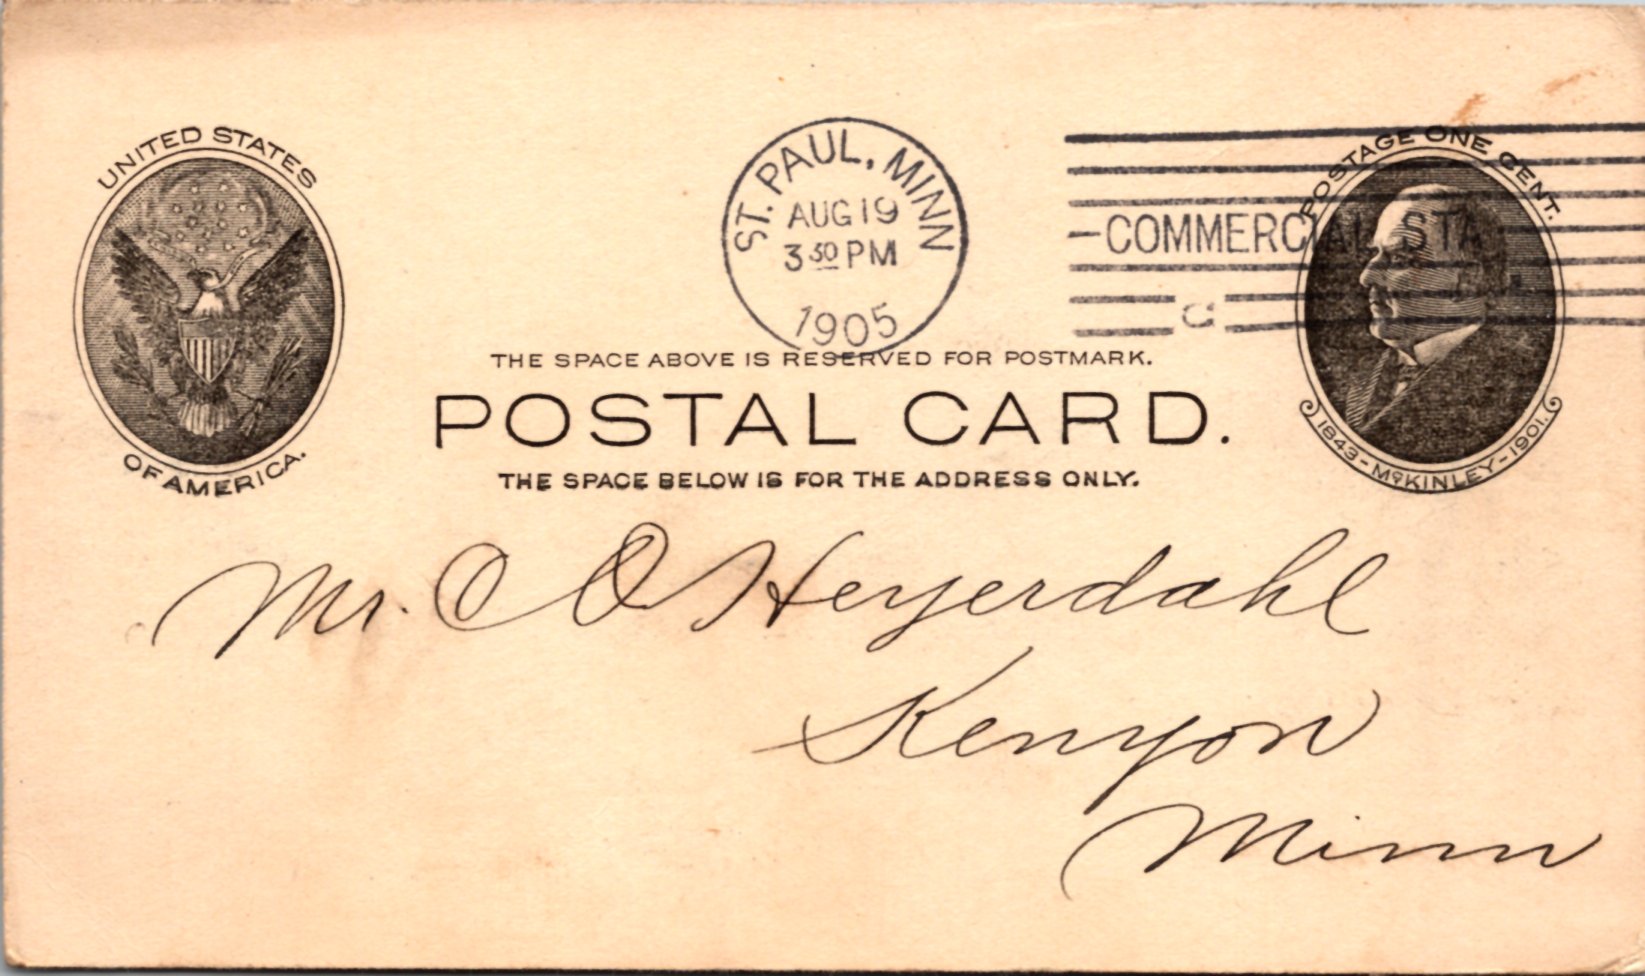 UNITED STATES
OF AMERICA.
ST. PAUL, MINN
AUG 19
3 30 PM
1905
COMMERCIAL STA.
C
POSTAGE ONE CENT.
1843-McKINLEY-1901.
THE SPACE ABOVE IS RESERVED FOR POSTMARK.
POSTAL CARD.
THE SPACE BELOW IS FOR THE ADDRESS ONLY.
Mr. O O Heyerdahl
Kenyon
Minn